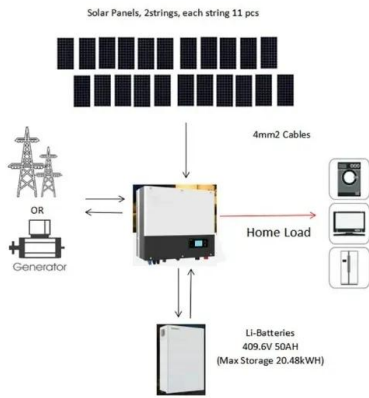 Solar Panels, 2strings, each string 11 pcs
4mm2 Cables
OR
Generator
Home Load
Li-Batteries
409.6V 50AH
(Max Storage 20.48kWH)